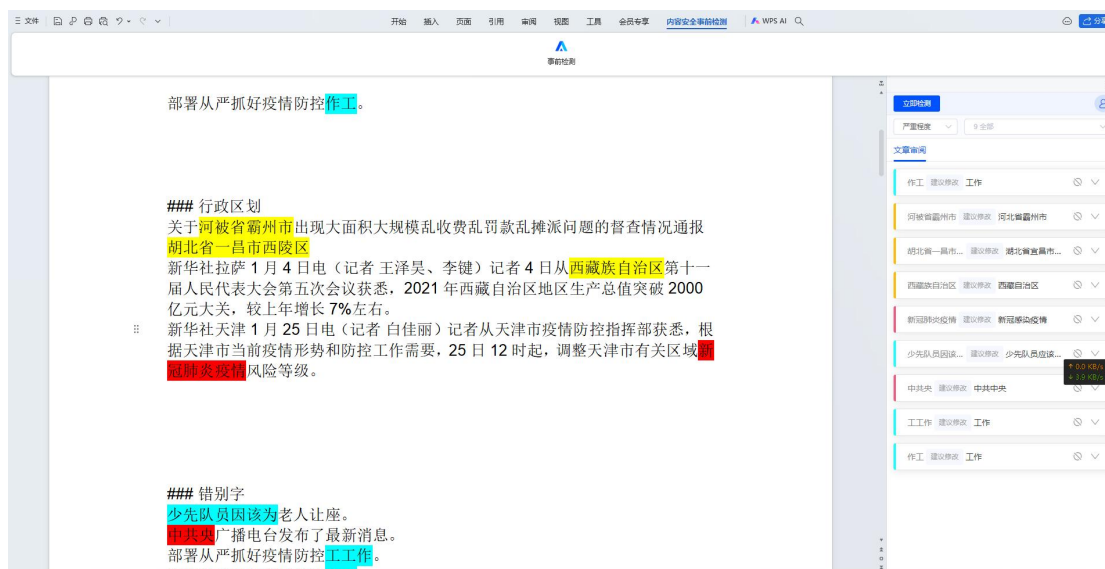 三 文件
开始 插入 页面 引用 审阅 视图 工具 会员专享 内容安全事前检测 WPS AI
分享
事前检测
部署从严抓好疫情防控作工。
### 行政区划
关于河被省霸州市出现大面积大规模乱收费乱罚款乱摊派问题的督查情况通报
胡北省一昌市西陵区
新华社拉萨 1 月 4 日电（记者 王泽昊、李键）记者 4 日从西藏族自治区第十一
届人民代表大会第五次会议获悉，2021 年西藏自治区地区生产总值突破 2000
亿元大关，较上年增长 7%左右。
新华社天津 1 月 25 日电（记者 白佳丽）记者从天津市疫情防控指挥部获悉，根
据天津市当前疫情形势和防控工作需要，25 日 12 时起，调整天津市有关区域新
冠肺炎疫情风险等级。
### 错别字
少先队员因该为老人让座。
中共央广播电台发布了最新消息。
部署从严抓好疫情防控工工作。
立即检测
严重程度 9 全部
文章审阅
作工 建议修改 工作
河被省霸州市 建议修改 河北省霸州市
胡北省一昌市... 建议修改 湖北省宜昌市...
西藏族自治区 建议修改 西藏自治区
新冠肺炎疫情 建议修改 新冠感染疫情
少先队员因该... 建议修改 少先队员应该...
↑ 0.0 KB/s
↓ 3.9 KB/s
中共央 建议修改 中共中央
工工作 建议修改 工作
作工 建议修改 工作